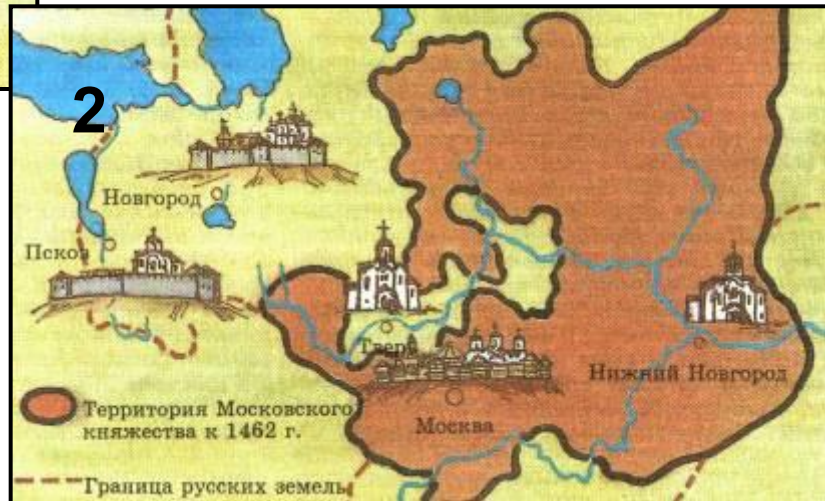 2
Новгород
Псков
Тверь
Нижний Новгород
Москва
Территория Московского
княжества к 1462 г.
Граница русских земель